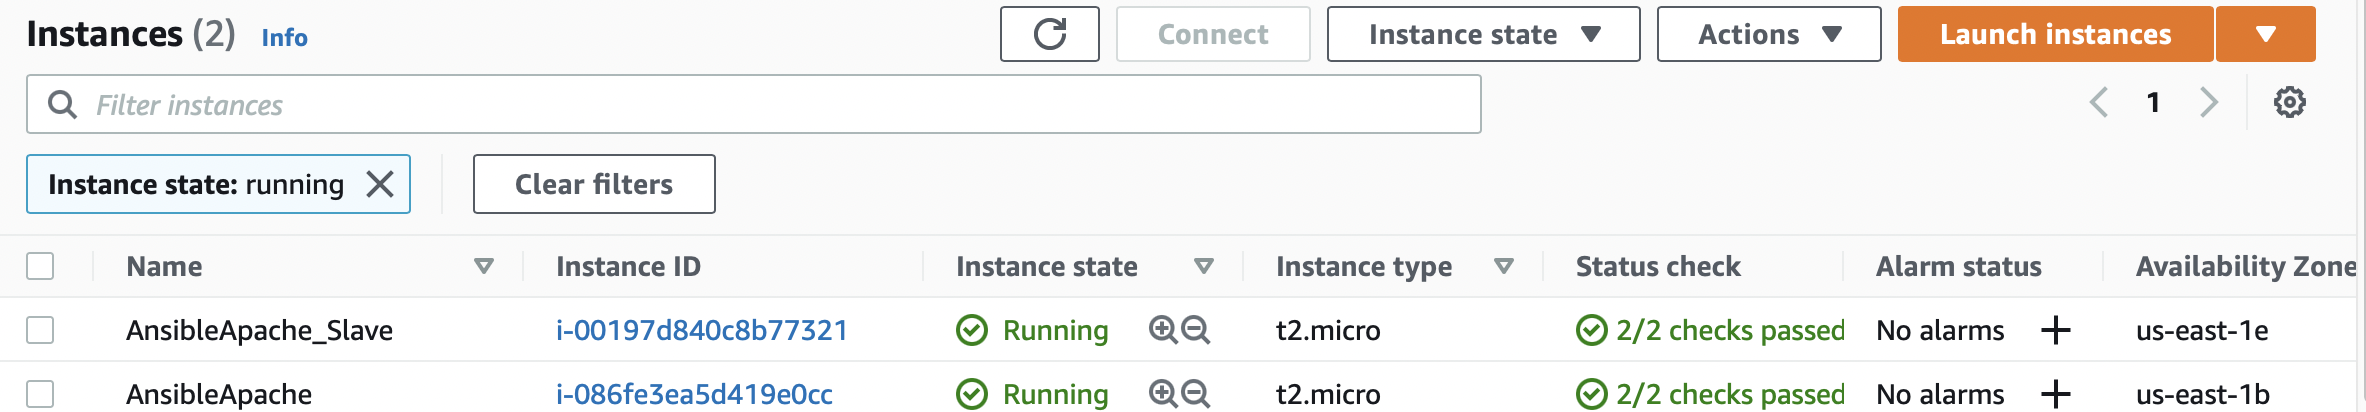 Instances (2) Info Connect Instance state Actions Launch instances
Filter instances 1
Instance state: running Clear filters
Name Instance ID Instance state Instance type Status check Alarm status Availability Zone
AnsibleApache_Slave i-00197d840c8b77321 Running t2.micro 2/2 checks passed No alarms us-east-1e
AnsibleApache i-086fe3ea5d419e0cc Running t2.micro 2/2 checks passed No alarms us-east-1b